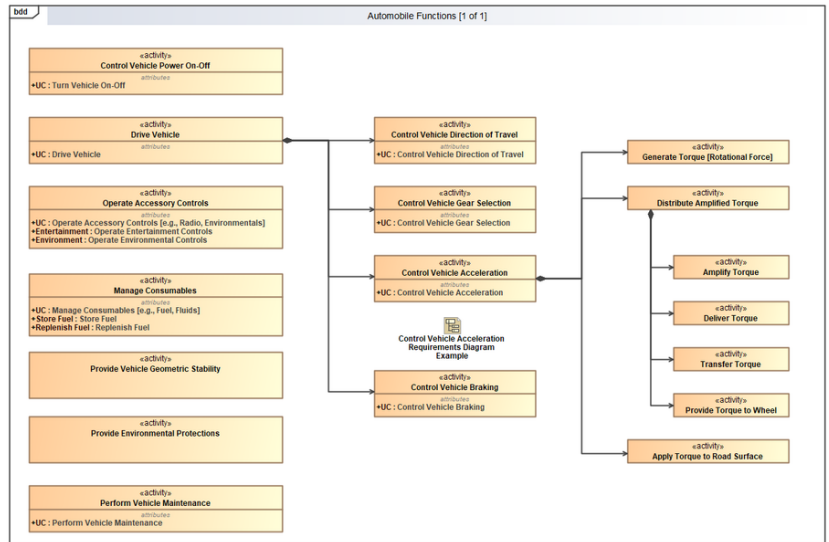 bdd
Automobile Functions [1 of 1]
«activity»
Control Vehicle Power On-Off
attributes
+UC : Turn Vehicle On-Off
«activity»
Drive Vehicle
attributes
+UC : Drive Vehicle
«activity»
Operate Accessory Controls
attributes
+UC : Operate Accessory Controls [e.g., Radio, Environmentals]
+Entertainment : Operate Entertainment Controls
+Environment : Operate Environmental Controls
«activity»
Manage Consumables
attributes
+UC : Manage Consumables [e.g., Fuel, Fluids]
+Store Fuel : Store Fuel
+Replenish Fuel : Replenish Fuel
«activity»
Provide Vehicle Geometric Stability
«activity»
Provide Environmental Protections
«activity»
Perform Vehicle Maintenance
attributes
+UC : Perform Vehicle Maintenance
«activity»
Control Vehicle Direction of Travel
attributes
+UC : Control Vehicle Direction of Travel
«activity»
Control Vehicle Gear Selection
attributes
+UC : Control Vehicle Gear Selection
«activity»
Control Vehicle Acceleration
attributes
+UC : Control Vehicle Acceleration
Control Vehicle Acceleration
Requirements Diagram
Example
«activity»
Control Vehicle Braking
attributes
+UC : Control Vehicle Braking
«activity»
Generate Torque [Rotational Force]
«activity»
Distribute Amplified Torque
«activity»
Amplify Torque
«activity»
Deliver Torque
«activity»
Transfer Torque
«activity»
Provide Torque to Wheel
«activity»
Apply Torque to Road Surface